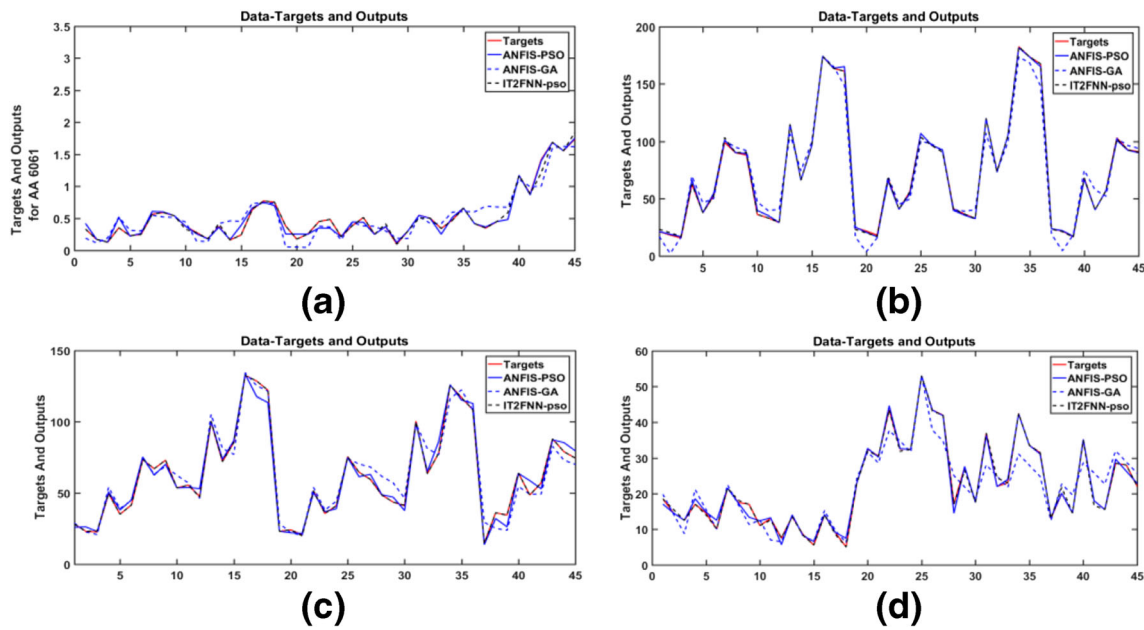 Data-Targets and Outputs
Targets And Outputs
for AA 6061
3.5
3
2.5
2
1.5
1
0.5
0
0 5 10 15 20 25 30 35 40 45
Targets
ANFIS-PSO
ANFIS-GA
IT2FNN-pso
(a)
Data-Targets and Outputs
Targets And Outputs
200
150
100
50
0
5 10 15 20 25 30 35 40 45
Targets
ANFIS-PSO
ANFIS-GA
IT2FNN-pso
(b)
Data-Targets and Outputs
Targets And Outputs
150
100
50
0
5 10 15 20 25 30 35 40 45
Targets
ANFIS-PSO
ANFIS-GA
IT2FNN-pso
(c)
Data-Targets and Outputs
Targets And Outputs
60
50
40
30
20
10
0
0 5 10 15 20 25 30 35 40 45
Targets
ANFIS-PSO
ANFIS-GA
IT2FNN-pso
(d)